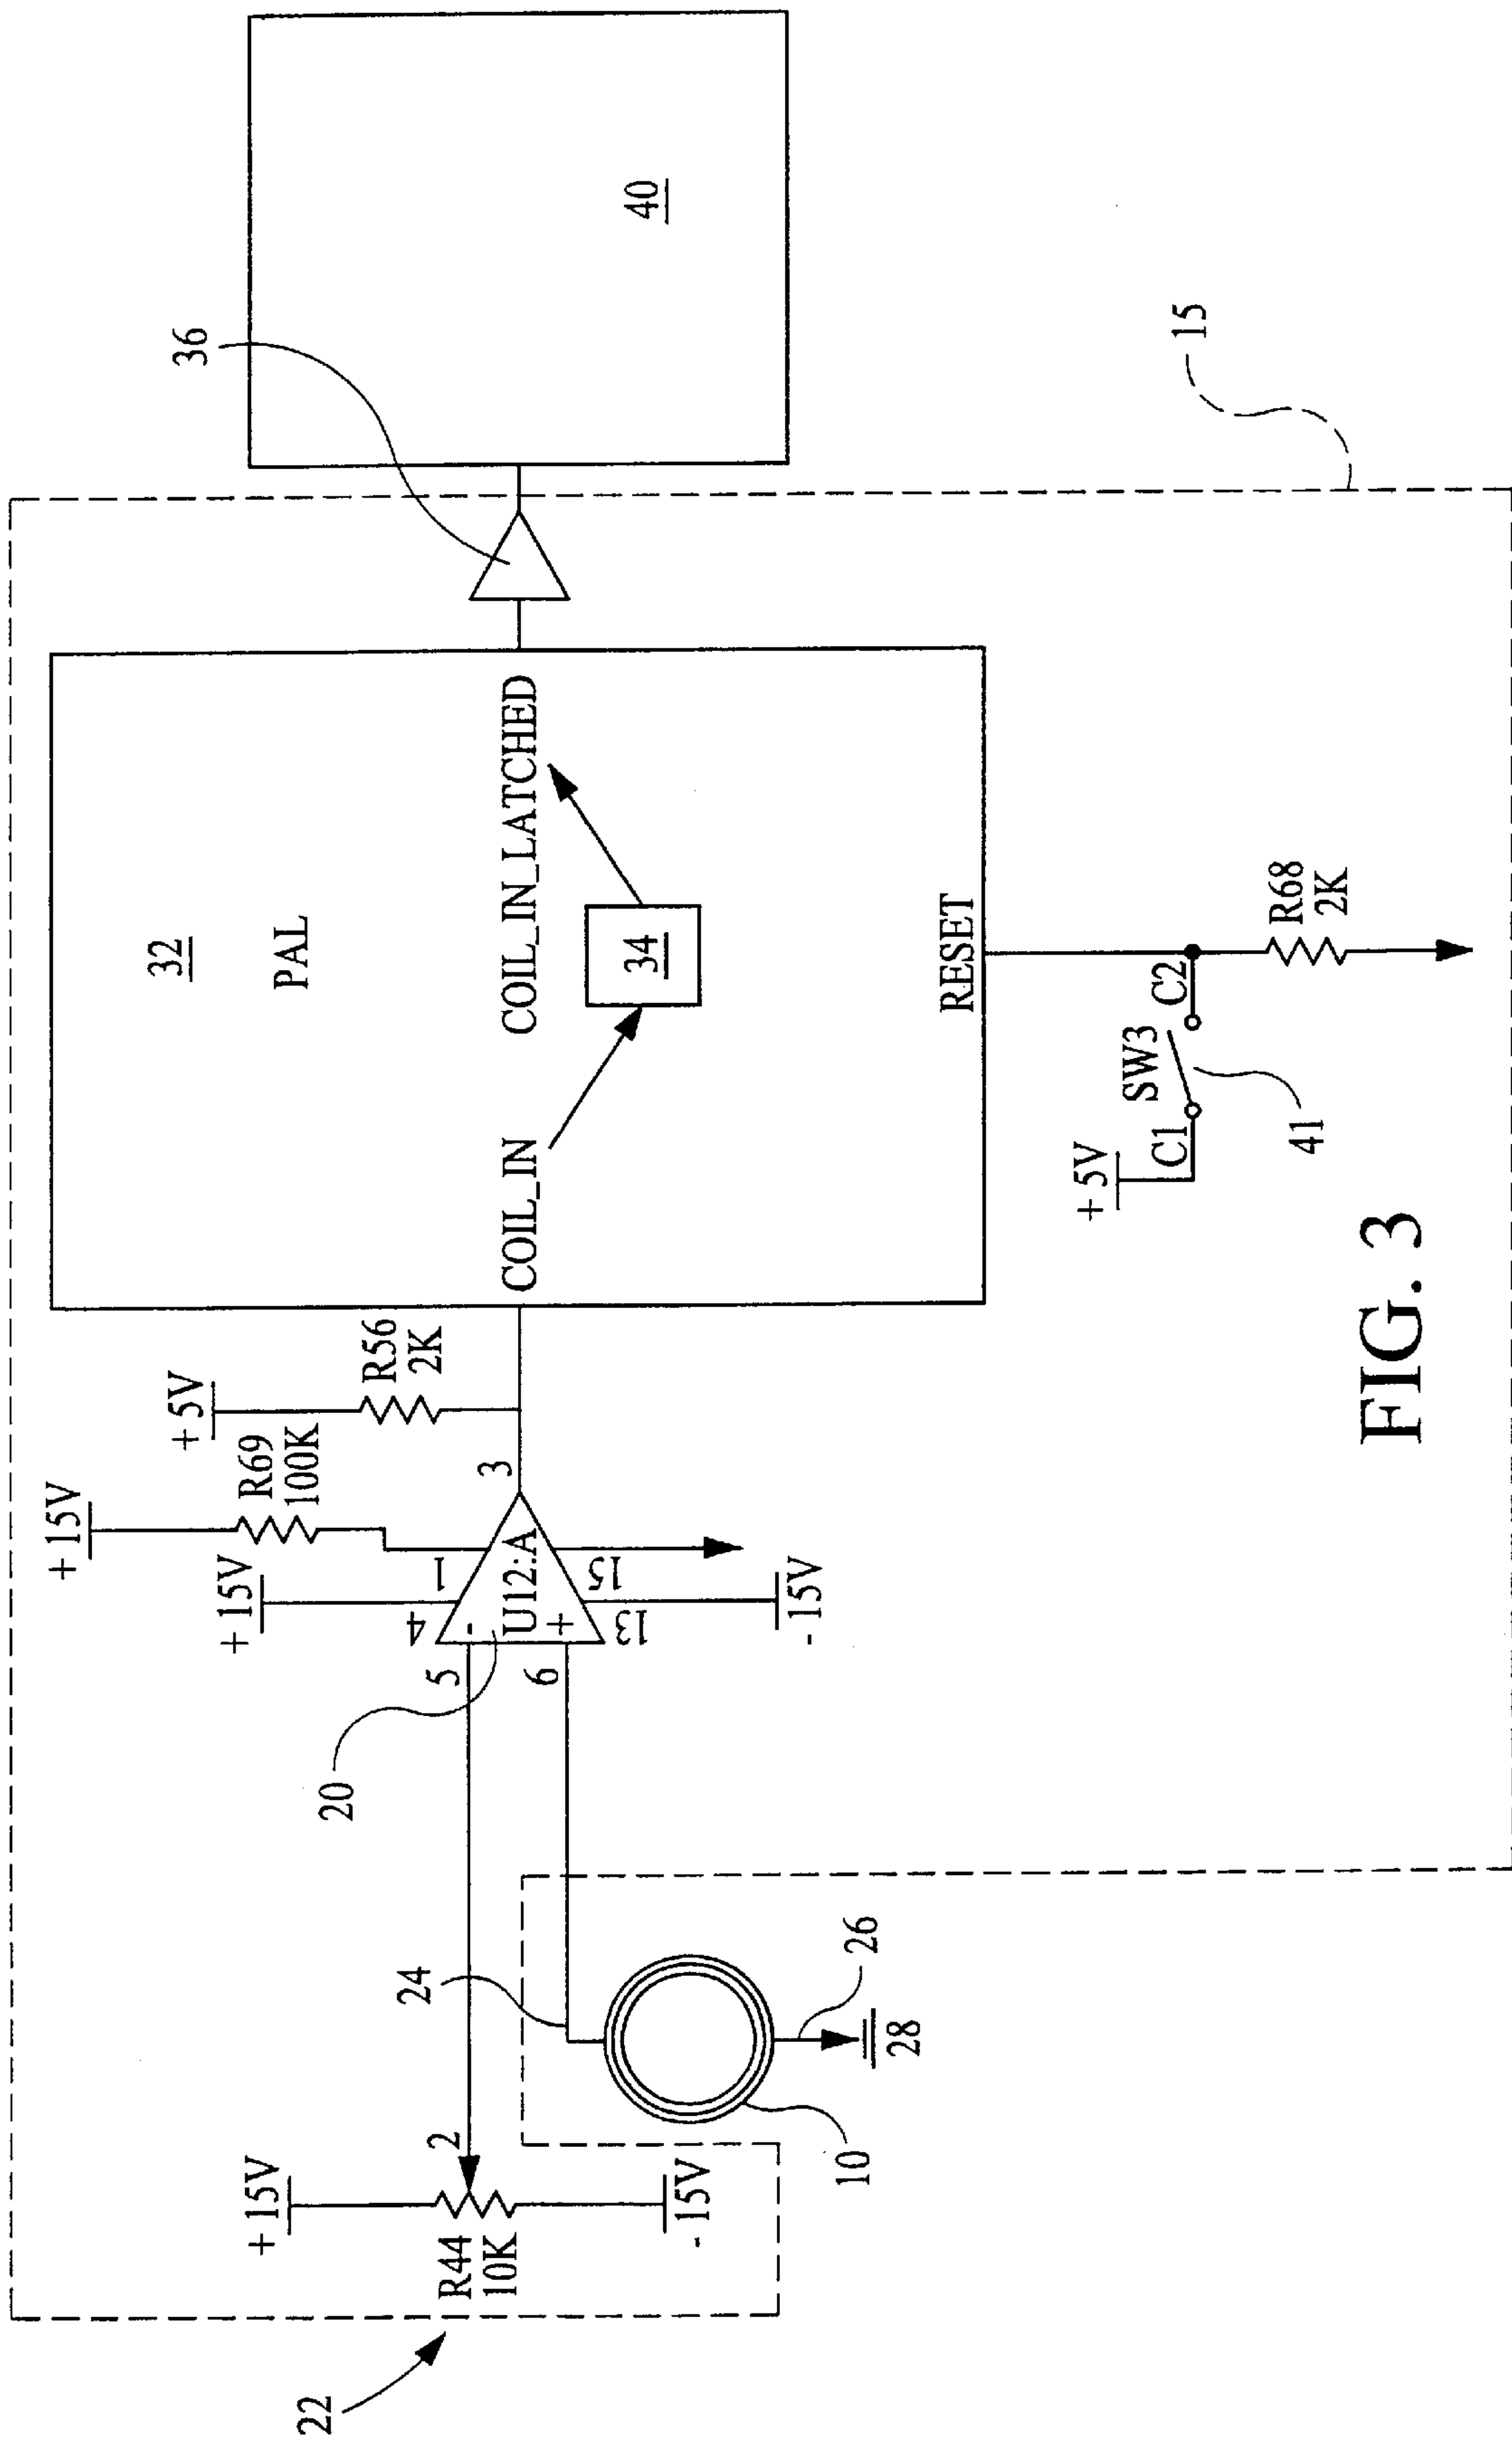 22
+15V
R44
10K
2
-15V
10
24
26
28
20
5
6
+15V
4
-
U12:A
+
13
-15V
+15V
R69
100K
1
15
3
+5V
R56
2K
32
PAL
COIL_IN
34
COIL_IN_LATCHED
RESET
+5V
C1
SW3
C2
41
R68
2K
36
40
15
FIG. 3